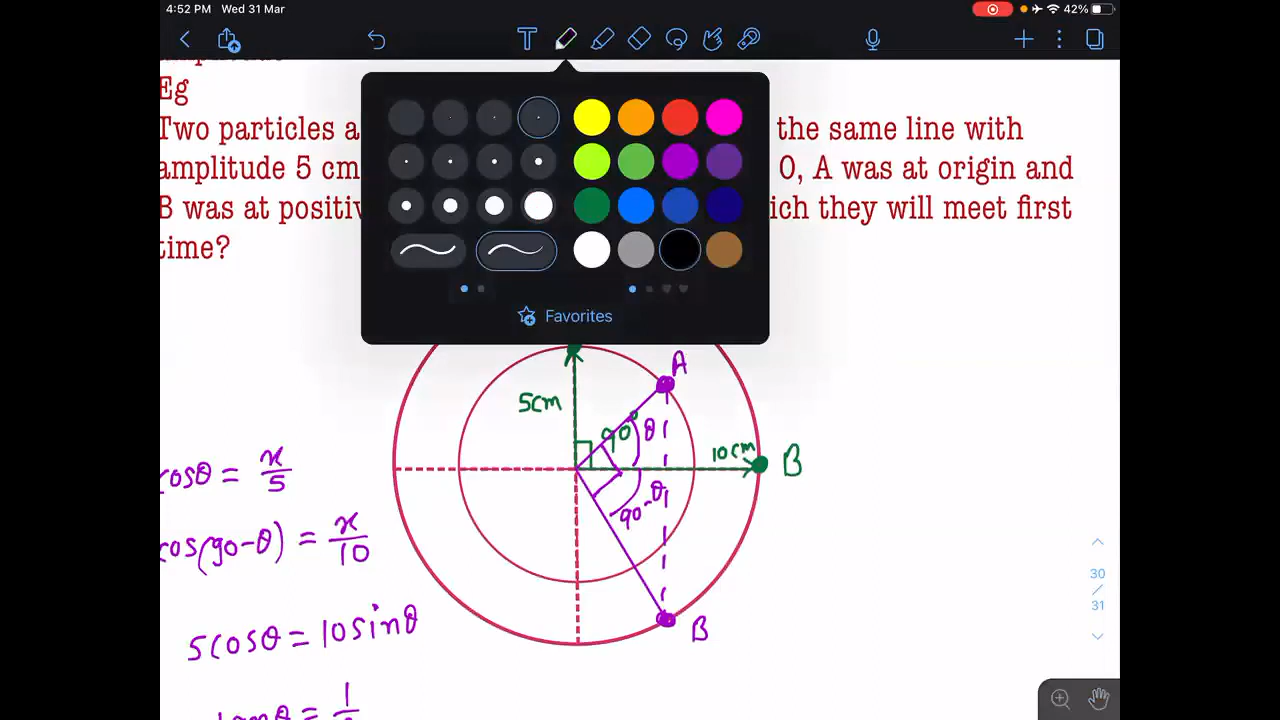 4:52 PM Wed 31 Mar
42%
T
Eg
Two particles a the same line with
amplitude 5 cm 0, A was at origin and
B was at positiv ich they will meet first
time?
Favorites
A
5cm
90°
θ
10cm
B
90-θ
cosθ = x/5
cos(90-θ) = x/10
5cosθ = 10sinθ
B
30
/
31